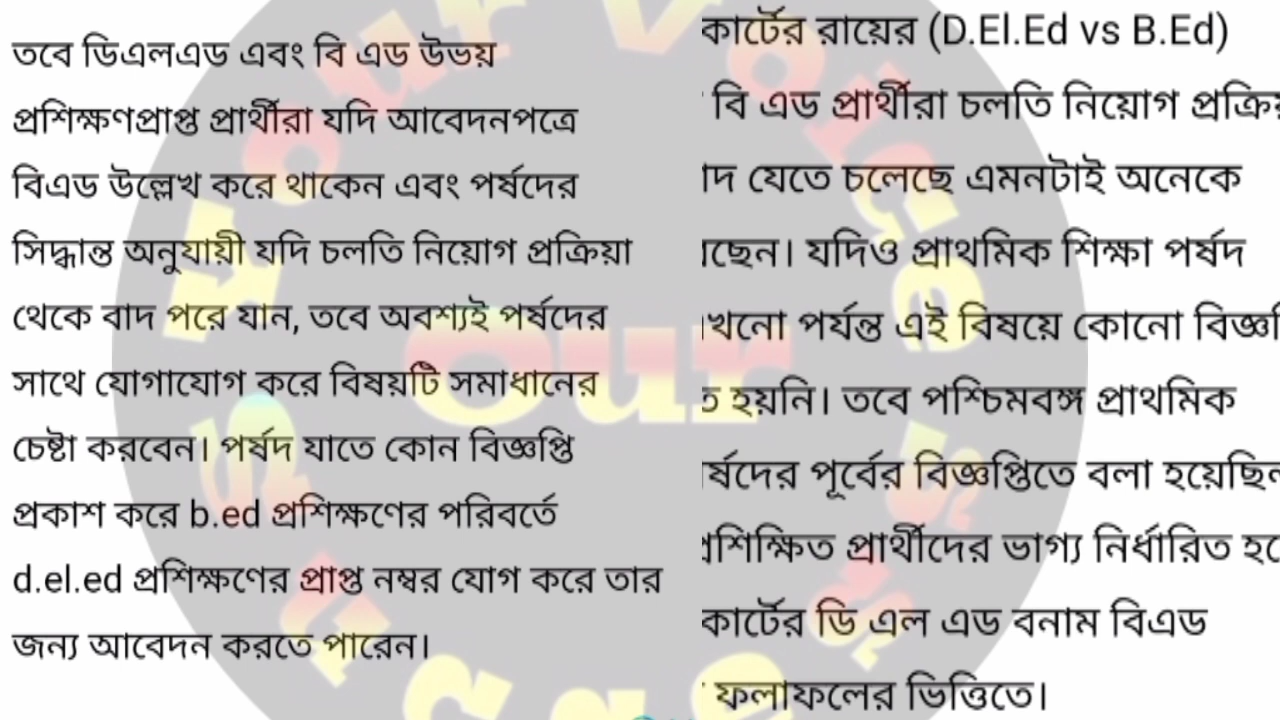 তবে ডিএলএড এবং বি এড উভয়
প্রশিক্ষণপ্রাপ্ত প্রার্থীরা যদি আবেদনপত্রে
বিএড উল্লেখ করে থাকেন এবং পর্ষদের
সিদ্ধান্ত অনুযায়ী যদি চলতি নিয়োগ প্রক্রিয়া
থেকে বাদ পরে যান, তবে অবশ্যই পর্ষদের
সাথে যোগাযোগ করে বিষয়টি সমাধানের
চেষ্টা করবেন। পর্ষদ যাতে কোন বিজ্ঞপ্তি
প্রকাশ করে b.ed প্রশিক্ষণের পরিবর্তে
d.el.ed প্রশিক্ষণের প্রাপ্ত নম্বর যোগ করে তার
জন্য আবেদন করতে পারেন।
কার্টের রায়ের (D.El.Ed vs B.Ed)
বি এড প্রার্থীরা চলতি নিয়োগ
যেতে চলেছে এমনটাই অনেকে
যদিও প্রাথমিক শিক্ষা পর্ষদ
পর্যন্ত এই বিষয়ে কোনো
হয়নি। তবে পশ্চিমবঙ্গ প্রাথমিক
পূর্বের বিজ্ঞপ্তিতে বলা
প্রার্থীদের ভাগ্য নির্ধারিত
কার্টের ডি এল এড বনাম বিএড
ফলাফলের ভিত্তিতে।
Our